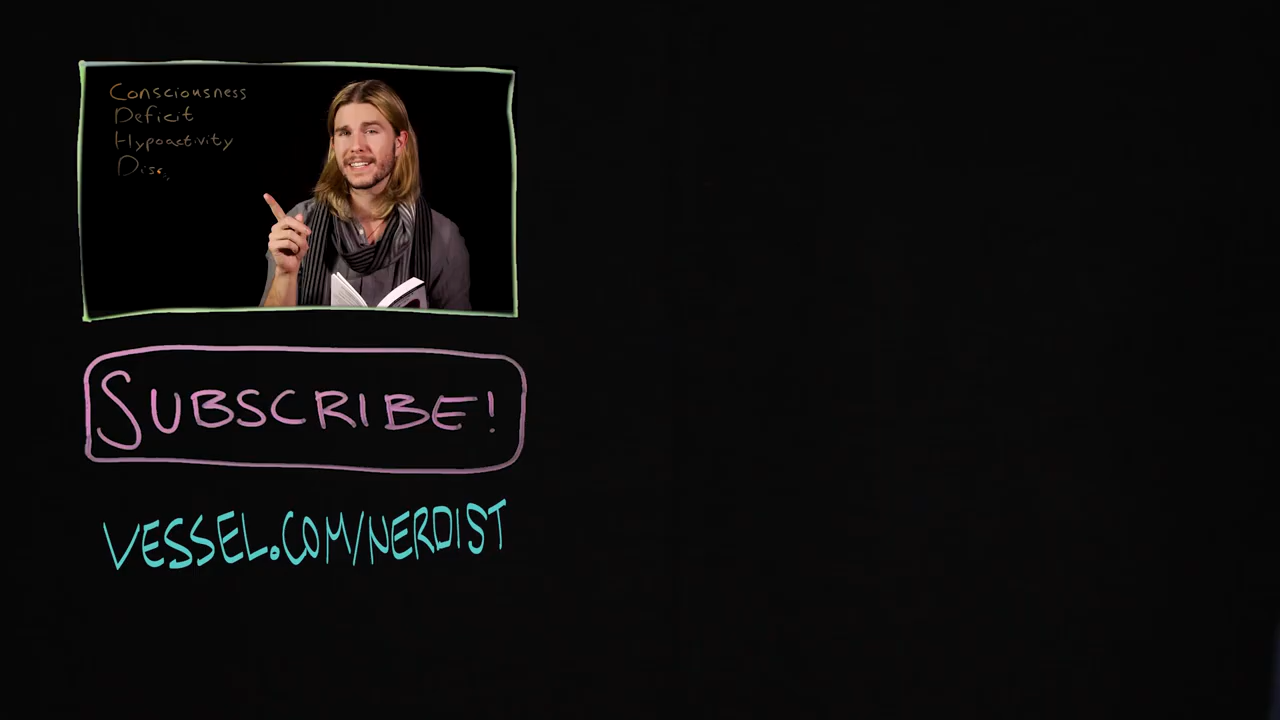 Consciousness
Deficit
Hypoactivity
SUBSCRIBE!
VESSEL.COM/NERDIST